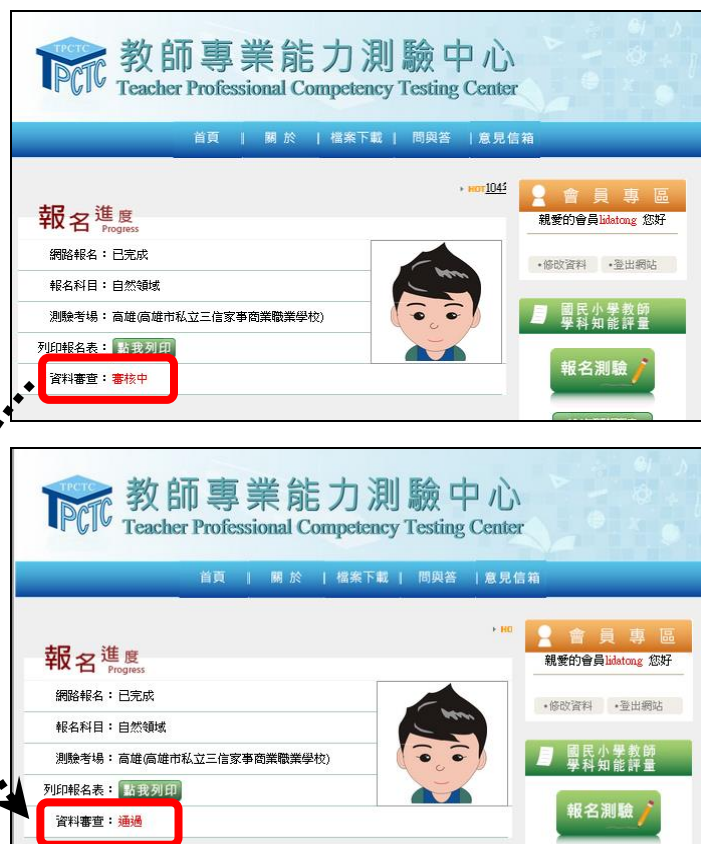 TPCTC
PCTC
教師專業能力測驗中心
Teacher Professional Competency Testing Center
首頁 | 關於 | 檔案下載 | 問與答 | 意見信箱
HOT 104
報名進度
Progress
網路報名：已完成
報名科目：自然領域
測驗考場：高雄(高雄市私立三信家事商業職業學校)
列印報名表：點我列印
資料審查：審核中
會員專區
親愛的會員lidatong 您好
•修改資料 •登出網站
國民小學教師
學科知能評量
報名測驗
TPCTC
PCTC
教師專業能力測驗中心
Teacher Professional Competency Testing Center
首頁 | 關於 | 檔案下載 | 問與答 | 意見信箱
HO
報名進度
Progress
網路報名：已完成
報名科目：自然領域
測驗考場：高雄(高雄市私立三信家事商業職業學校)
列印報名表：點我列印
資料審查：通過
會員專區
親愛的會員lidatong 您好
•修改資料 •登出網站
國民小學教師
學科知能評量
報名測驗